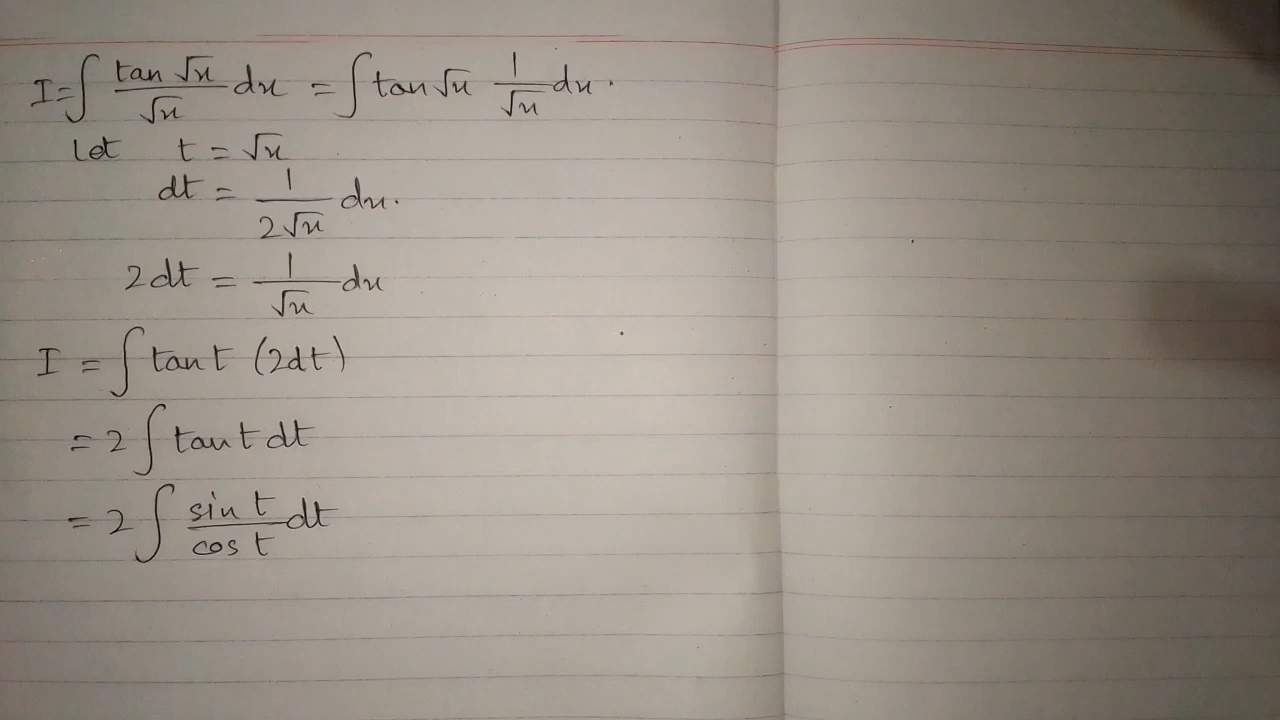 I = ∫ tan √x / √x dx = ∫ tan √x 1/√x dx.
Let t = √x
dt = 1/2√x dx.
2dt = 1/√x dx
I = ∫ tan t (2dt)
= 2 ∫ tan t dt
= 2 ∫ sin t / cos t dt